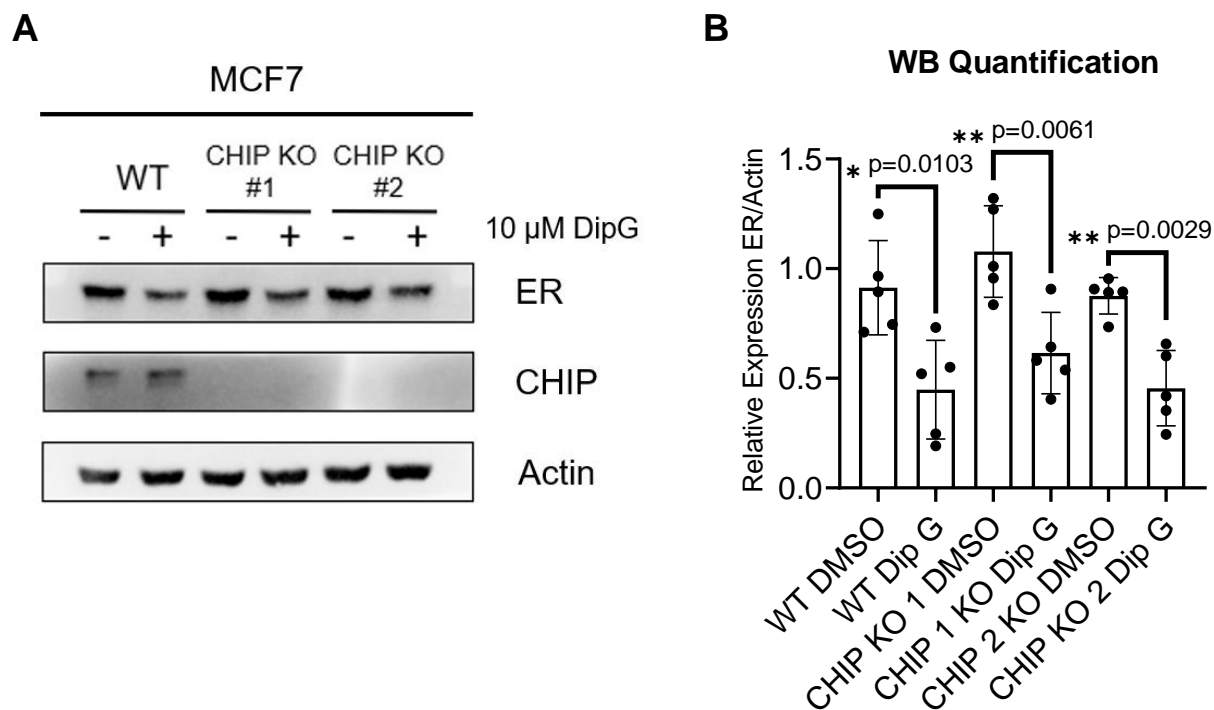 A
MCF7
WT
CHIP KO
#1
CHIP KO
#2
- + - + - +
10 µM DipG
ER
CHIP
Actin
B
WB Quantification
** p=0.0061
* p=0.0103
** p=0.0029
Relative Expression ER/Actin
1.5
1.0
0.5
0.0
WT DMSO
WT Dip G
CHIP KO 1 DMSO
CHIP 1 KO Dip G
CHIP 2 KO DMSO
CHIP KO 2 Dip G